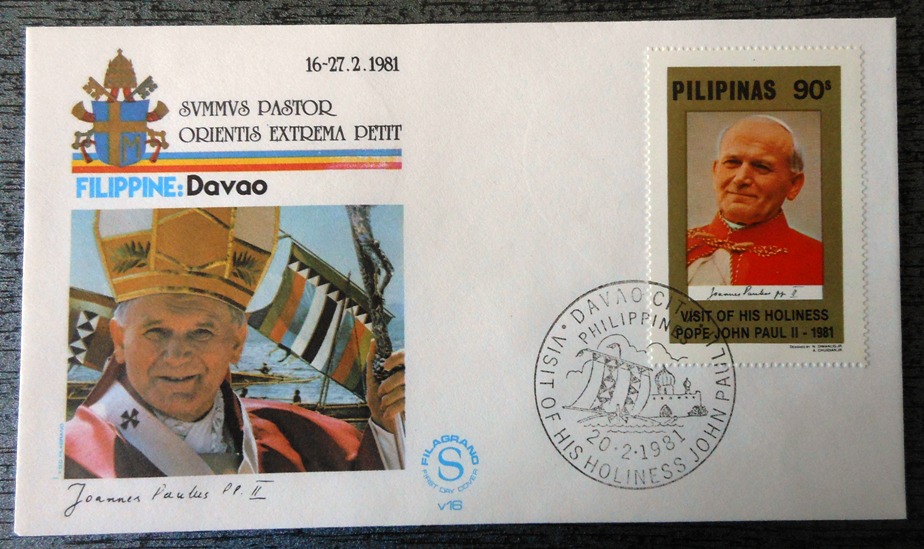 16-27.2.1981
SVMMVS PASTOR
ORIENTIS EXTREMA PETIT
FILIPPINE: Davao
Joannes Paulus PP. II
FILAGRANO
S
FIRST DAY COVER
V16
PILIPINAS 90s
Joannes Paulus pp II
VISIT OF HIS HOLINESS
POPE JOHN PAUL II - 1981
DAVAO CITY
PHILIPPIN
20.2.1981
VISIT OF HIS HOLINESS JOHN PAUL II